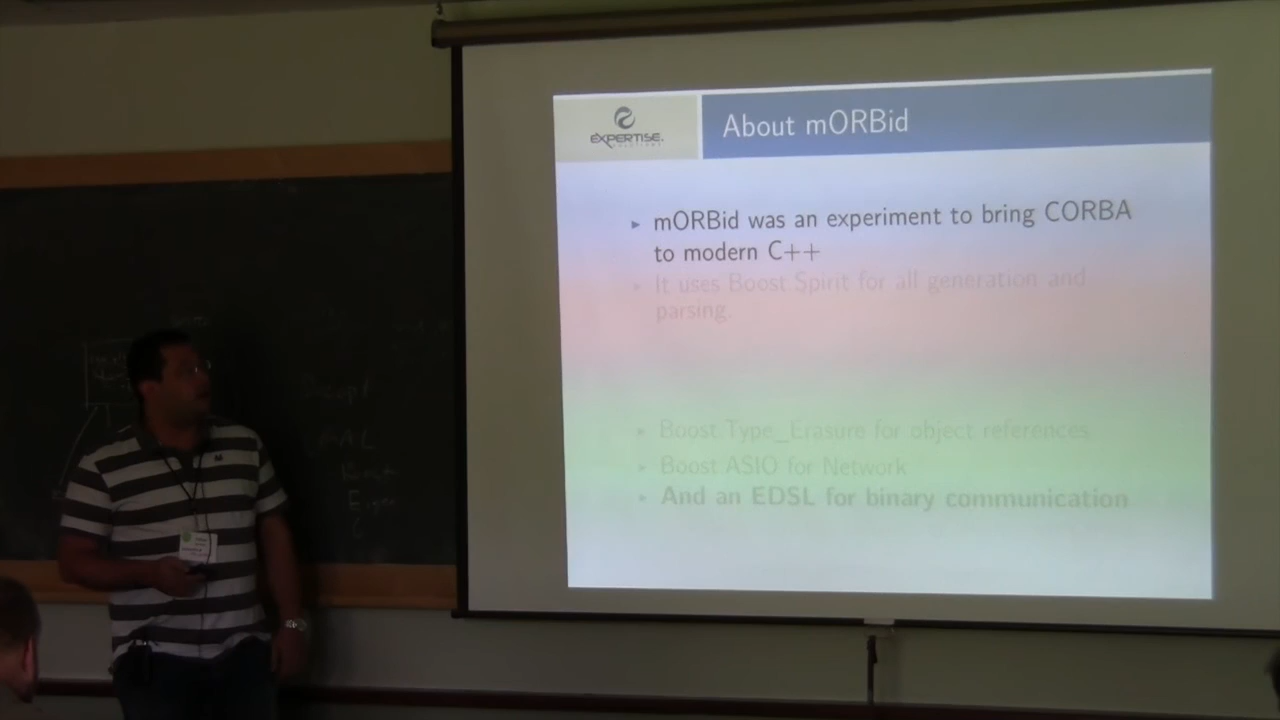 EXPERTISE
SOLUTIONS
About mORBid
▸ mORBid was an experiment to bring CORBA
to modern C++
▸ It uses Boost.Spirit for all generation and
parsing.
▸ Boost.Type_Erasure for object references
▸ Boost ASIO for Network
▸ And an EDSL for binary communication